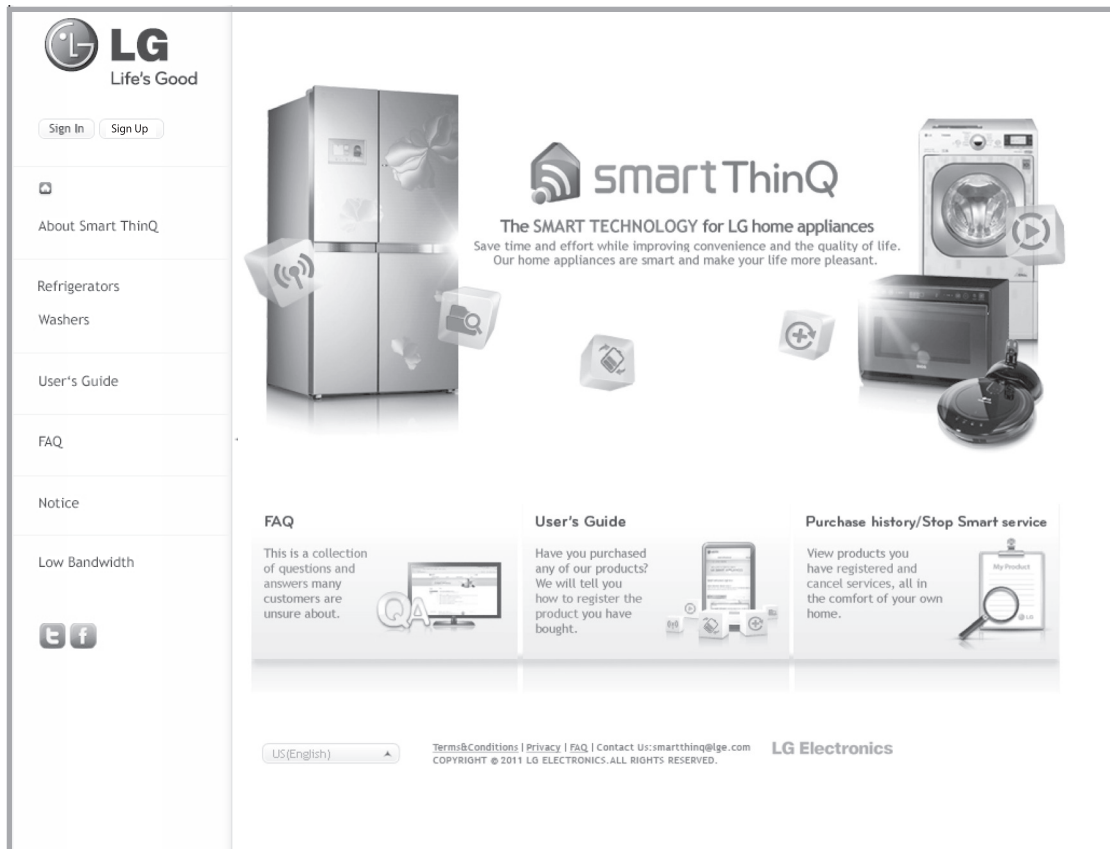 LG
Life's Good
Sign In
Sign Up
About Smart ThinQ
Refrigerators
Washers
User's Guide
FAQ
Notice
Low Bandwidth
smart ThinQ
The SMART TECHNOLOGY for LG home appliances
Save time and effort while improving convenience and the quality of life.
Our home appliances are smart and make your life more pleasant.
FAQ
This is a collection
of questions and
answers many
customers are
unsure about.
QA
User's Guide
Have you purchased
any of our products?
We will tell you
how to register the
product you have
bought.
Purchase history/Stop Smart service
View products you
have registered and
cancel services, all in
the comfort of your own
home.
My Product
LG
US(English)
Terms&Conditions | Privacy | FAQ | Contact Us:smartthinq@lge.com
COPYRIGHT © 2011 LG ELECTRONICS.ALL RIGHTS RESERVED.
LG Electronics